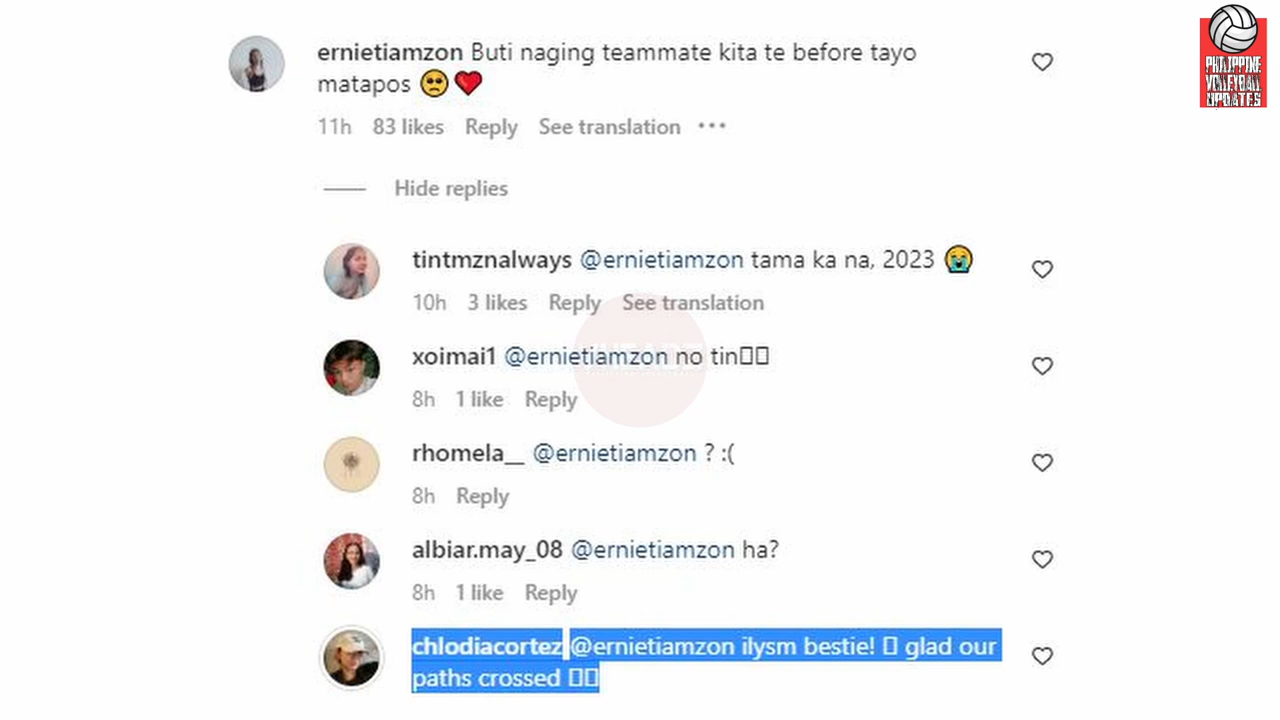 PHILIPPINE
VOLLEYBALL
UPDATES
ernietiamzon Buti naging teammate kita te before tayo
matapos 🥺❤️
11h 83 likes Reply See translation •••
Hide replies
tintmznalways @ernietiamzon tama ka na, 2023 😭
10h 3 likes Reply See translation
xoimai1 @ernietiamzon no tin▯▯
8h 1 like Reply
rhomela__ @ernietiamzon ? :(
8h Reply
albiar.may_08 @ernietiamzon ha?
8h 1 like Reply
chlodiacortez @ernietiamzon ilysm bestie! ▯ glad our
paths crossed ▯▯